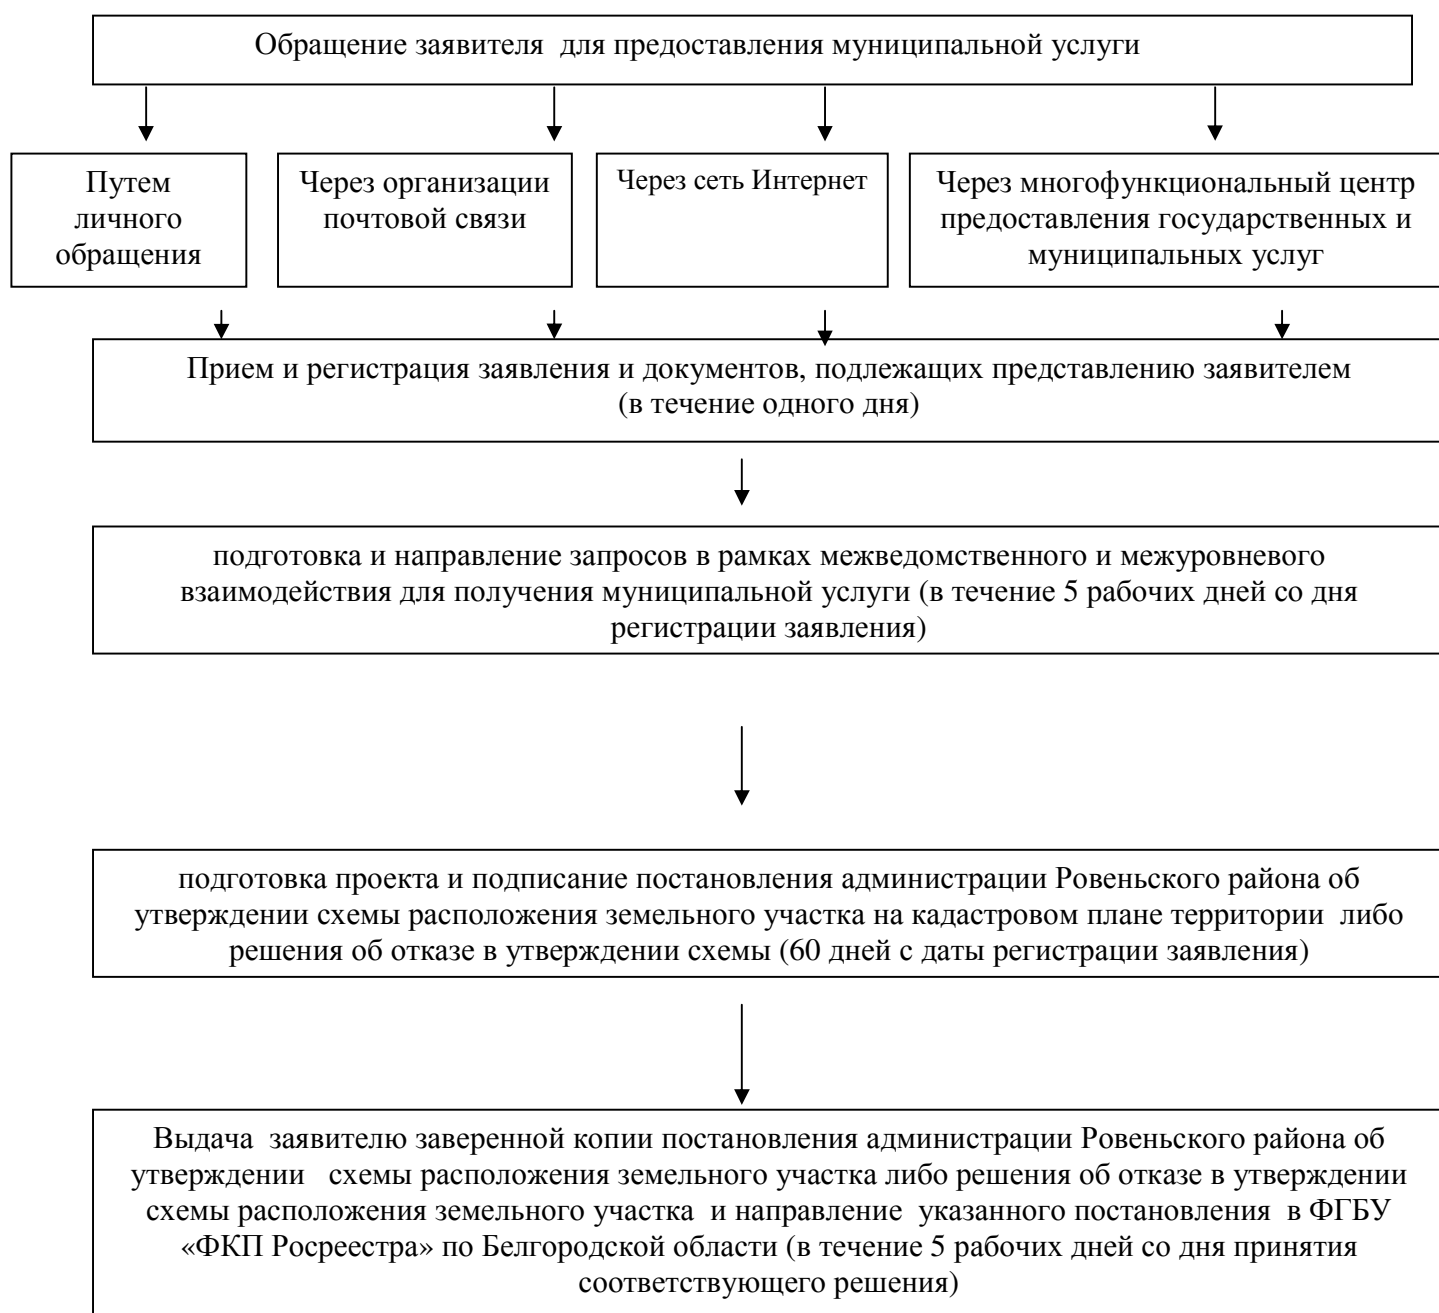 Обращение заявителя  для предоставления муниципальной услуги
Путем
личного
обращения
Через организации
почтовой связи
Через сеть Интернет
Через многофункциональный центр
предоставления государственных и
муниципальных услуг
Прием и регистрация заявления и документов, подлежащих представлению заявителем
(в течение одного дня)
подготовка и направление запросов в рамках межведомственного и межуровневого
взаимодействия для получения муниципальной услуги (в течение 5 рабочих дней со дня
регистрации заявления)
подготовка проекта и подписание постановления администрации Ровеньского района об
утверждении схемы расположения земельного участка на кадастровом плане территории  либо
решения об отказе в утверждении схемы (60 дней с даты регистрации заявления)
Выдача  заявителю заверенной копии постановления администрации Ровеньского района об
утверждении   схемы расположения земельного участка либо решения об отказе в утверждении
схемы расположения земельного участка  и направление  указанного постановления  в ФГБУ
«ФКП Росреестра» по Белгородской области (в течение 5 рабочих дней со дня принятия
соответствующего решения)